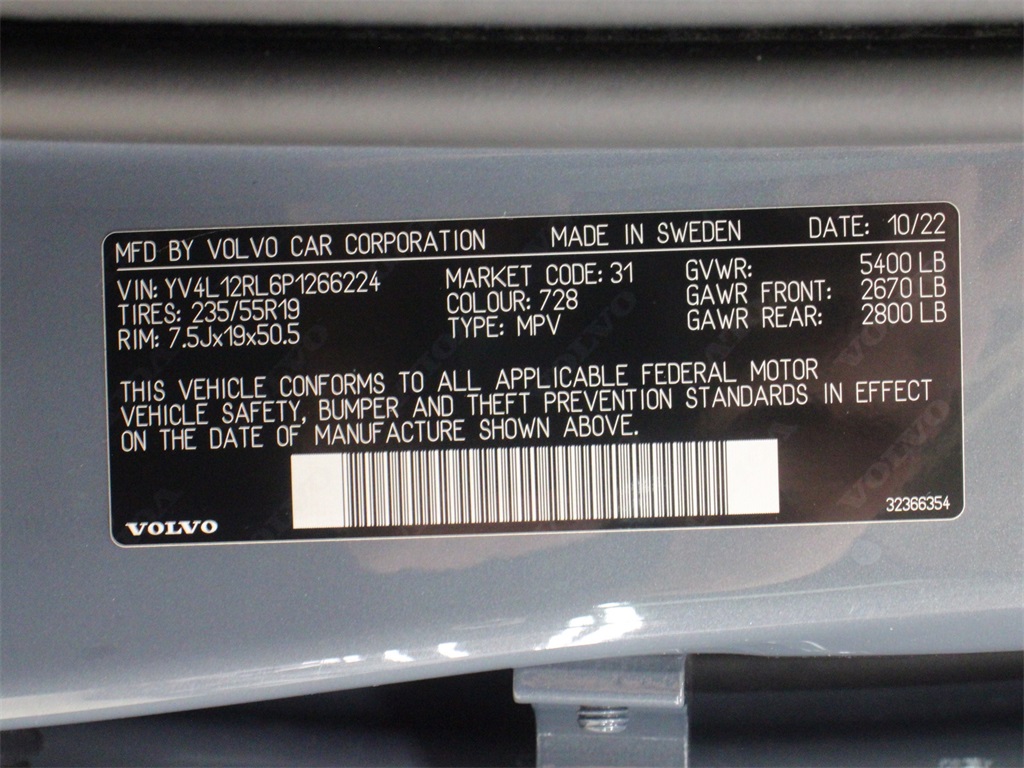 MFD BY VOLVO CAR CORPORATION MADE IN SWEDEN DATE: 10/22
VIN: YV4L12RL6P1266224 MARKET CODE: 31 GVWR: 5400 LB
TIRES: 235/55R19 COLOUR: 728 GAWR FRONT: 2670 LB
RIM: 7.5Jx19x50.5 TYPE: MPV GAWR REAR: 2800 LB
THIS VEHICLE CONFORMS TO ALL APPLICABLE FEDERAL MOTOR
VEHICLE SAFETY, BUMPER AND THEFT PREVENTION STANDARDS IN EFFECT
ON THE DATE OF MANUFACTURE SHOWN ABOVE.
VOLVO 32366354